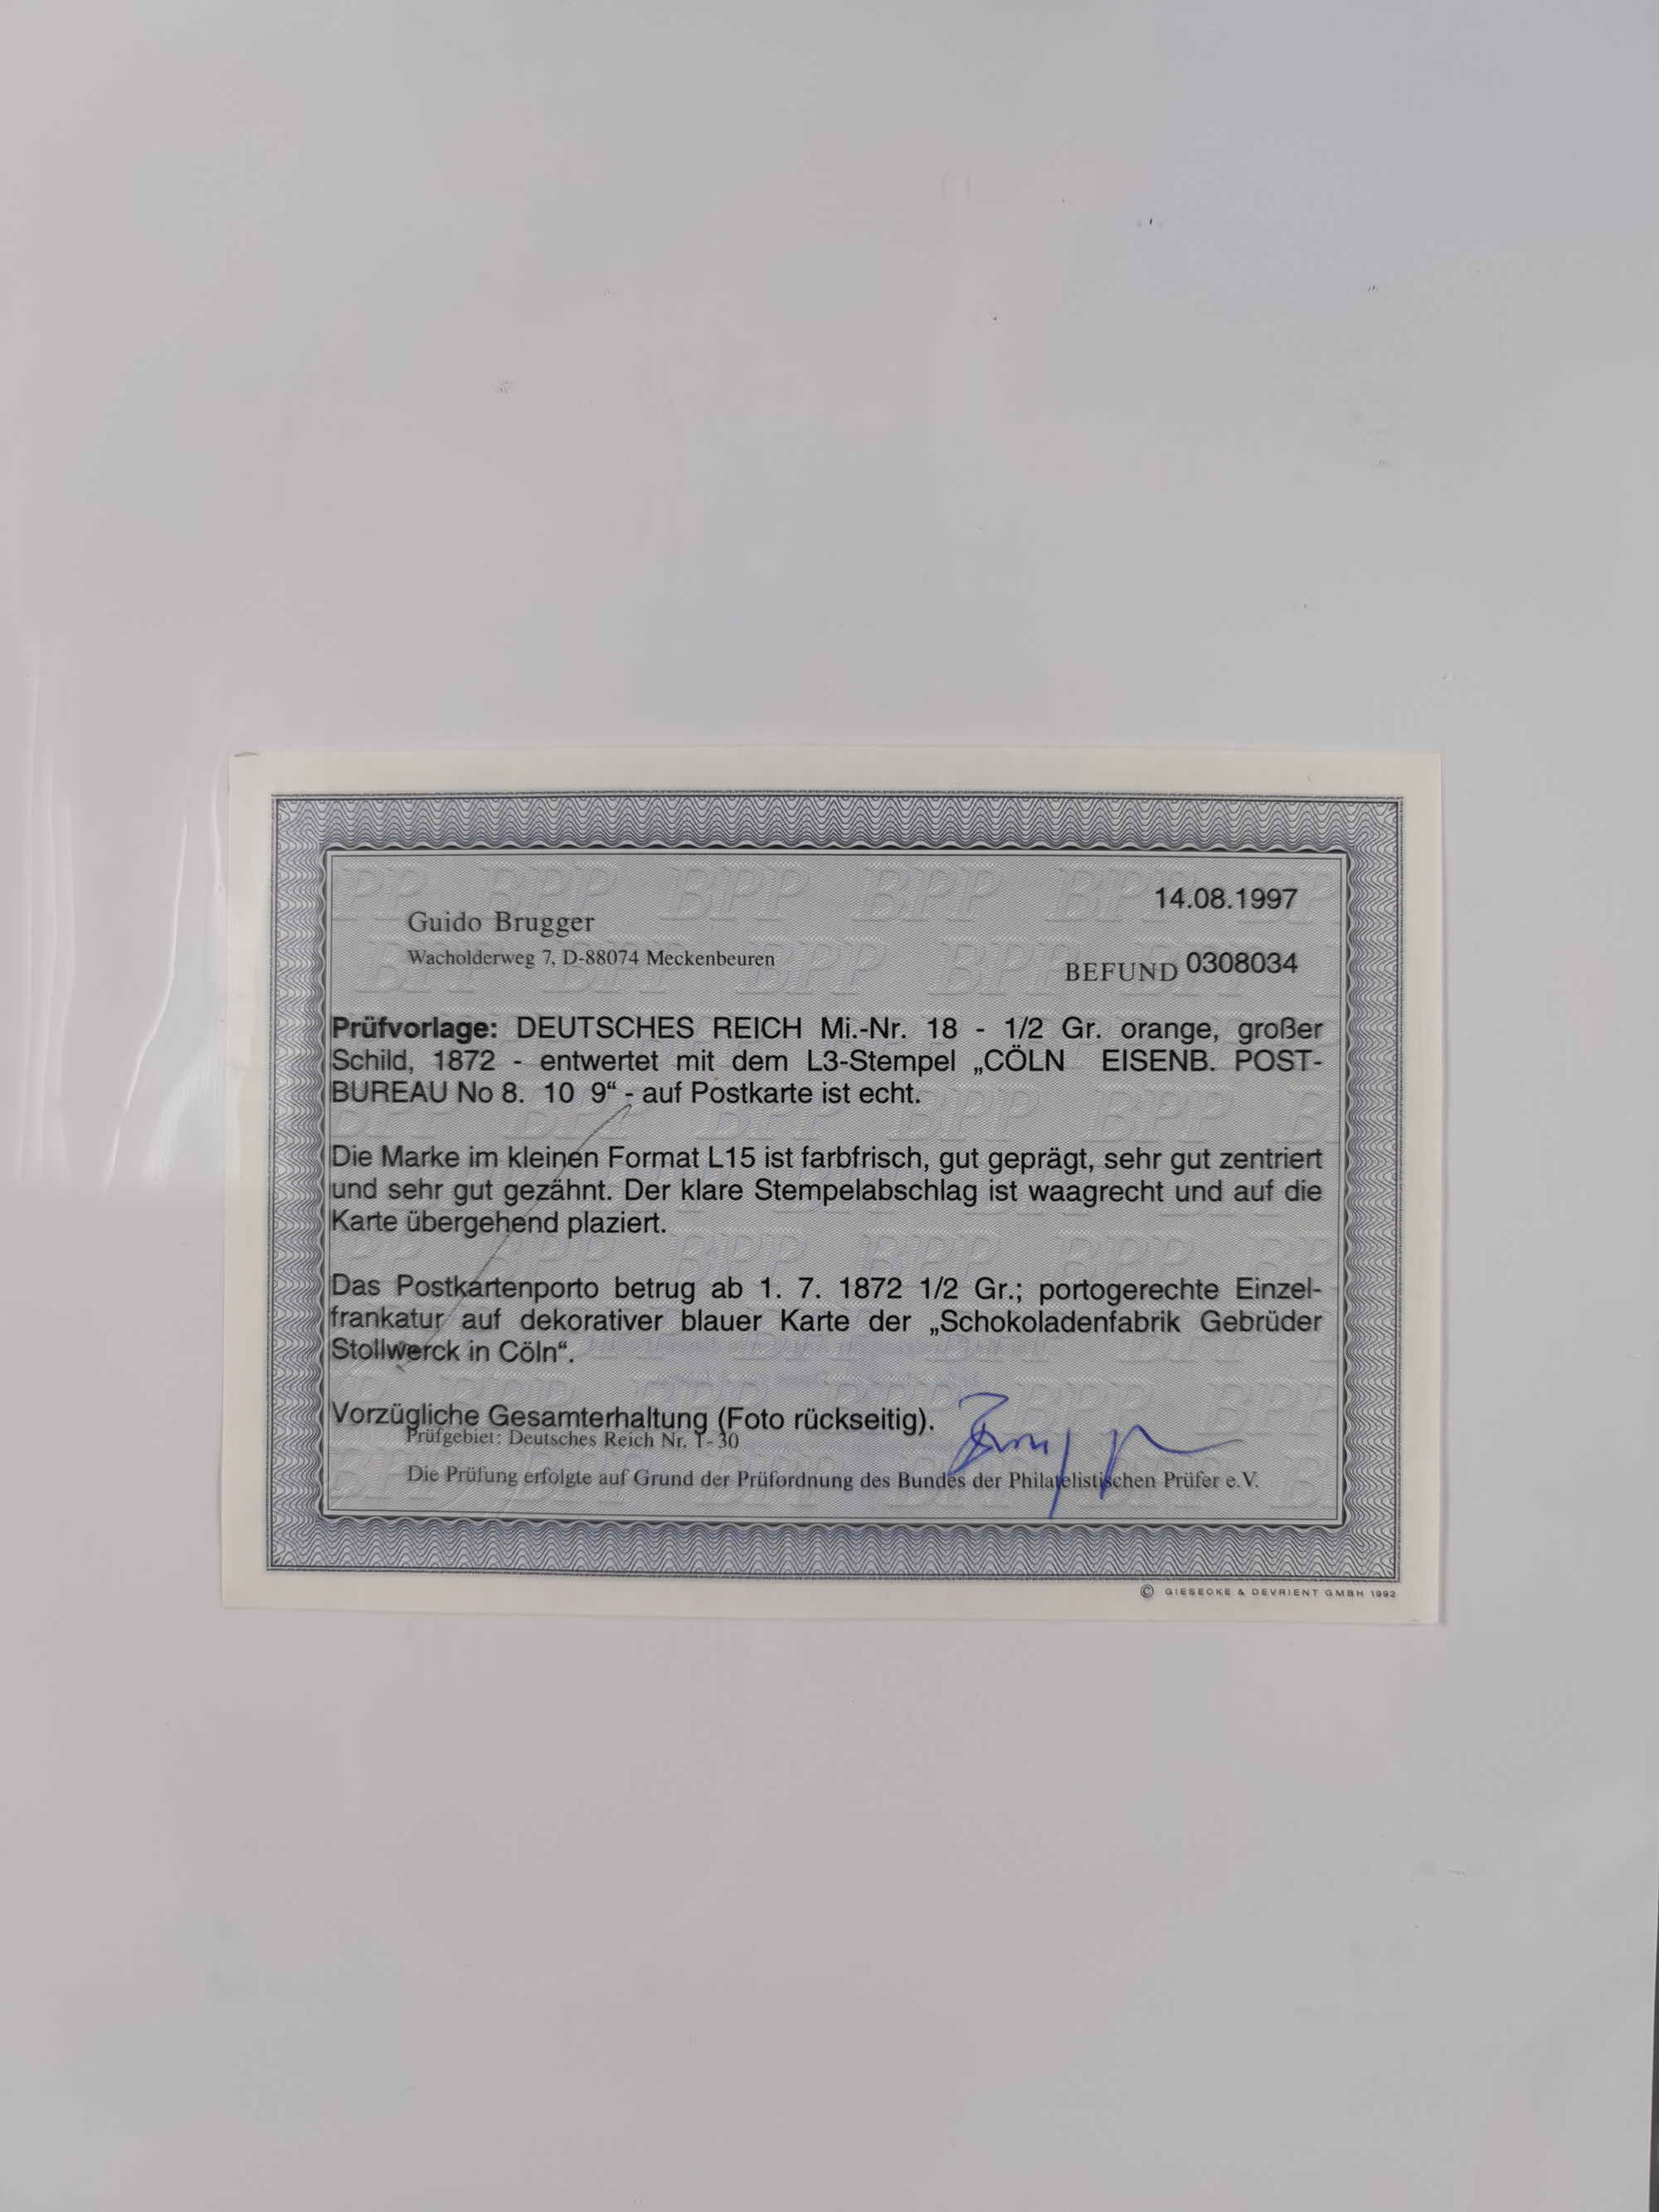 14.08.1997
Guido Brugger
Wacholderweg 7, D-88074 Meckenbeuren
BEFUND 0308034
Prüfvorlage: DEUTSCHES REICH Mi.-Nr. 18 - 1/2 Gr. orange, großer
Schild, 1872 - entwertet mit dem L3-Stempel „CÖLN EISENB. POST-
BUREAU No 8. 10 9“ - auf Postkarte ist echt.
Die Marke im kleinen Format L15 ist farbfrisch, gut geprägt, sehr gut zentriert
und sehr gut gezähnt. Der klare Stempelabschlag ist waagrecht und auf die
Karte übergehend plaziert.
Das Postkartenporto betrug ab 1. 7. 1872 1/2 Gr.; portogerechte Einzel-
frankatur auf dekorativer blauer Karte der „Schokoladenfabrik Gebrüder
Stollwerck in Cöln“.
Vorzügliche Gesamterhaltung (Foto rückseitig).
Prüfgebiet: Deutsches Reich Nr. 1-30
Die Prüfung erfolgte auf Grund der Prüfordnung des Bundes der Philatelistischen Prüfer e.V.
© GIESECKE & DEVRIENT GMBH 1992